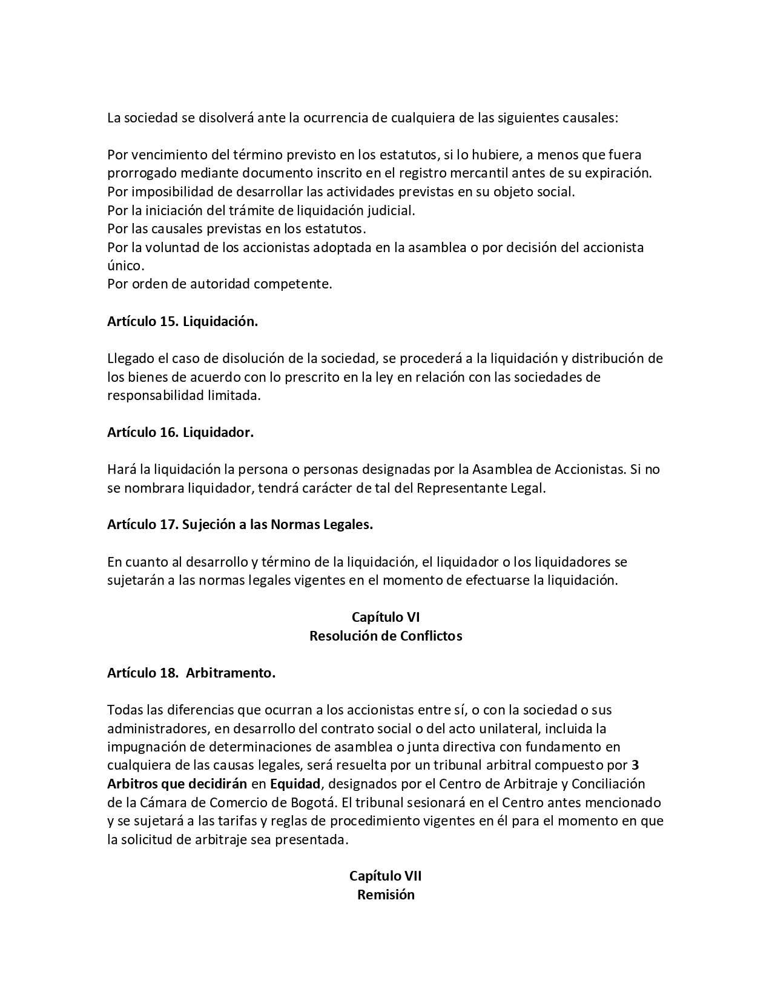 La sociedad se disolverá ante la ocurrencia de cualquiera de las siguientes causales:
Por vencimiento del término previsto en los estatutos, si lo hubiere, a menos que fuera
prorrogado mediante documento inscrito en el registro mercantil antes de su expiración.
Por imposibilidad de desarrollar las actividades previstas en su objeto social.
Por la iniciación del trámite de liquidación judicial.
Por las causales previstas en los estatutos.
Por la voluntad de los accionistas adoptada en la asamblea o por decisión del accionista
único.
Por orden de autoridad competente.
Artículo 15. Liquidación.
Llegado el caso de disolución de la sociedad, se procederá a la liquidación y distribución de
los bienes de acuerdo con lo prescrito en la ley en relación con las sociedades de
responsabilidad limitada.
Artículo 16. Liquidador.
Hará la liquidación la persona o personas designadas por la Asamblea de Accionistas. Si no
se nombrara liquidador, tendrá carácter de tal del Representante Legal.
Artículo 17. Sujeción a las Normas Legales.
En cuanto al desarrollo y término de la liquidación, el liquidador o los liquidadores se
sujetarán a las normas legales vigentes en el momento de efectuarse la liquidación.
Capítulo VI
Resolución de Conflictos
Artículo 18.  Arbitramento.
Todas las diferencias que ocurran a los accionistas entre sí, o con la sociedad o sus
administradores, en desarrollo del contrato social o del acto unilateral, incluida la
impugnación de determinaciones de asamblea o junta directiva con fundamento en
cualquiera de las causas legales, será resuelta por un tribunal arbitral compuesto por 3
Arbitros que decidirán en Equidad, designados por el Centro de Arbitraje y Conciliación
de la Cámara de Comercio de Bogotá. El tribunal sesionará en el Centro antes mencionado
y se sujetará a las tarifas y reglas de procedimiento vigentes en él para el momento en que
la solicitud de arbitraje sea presentada.
Capítulo VII
Remisión